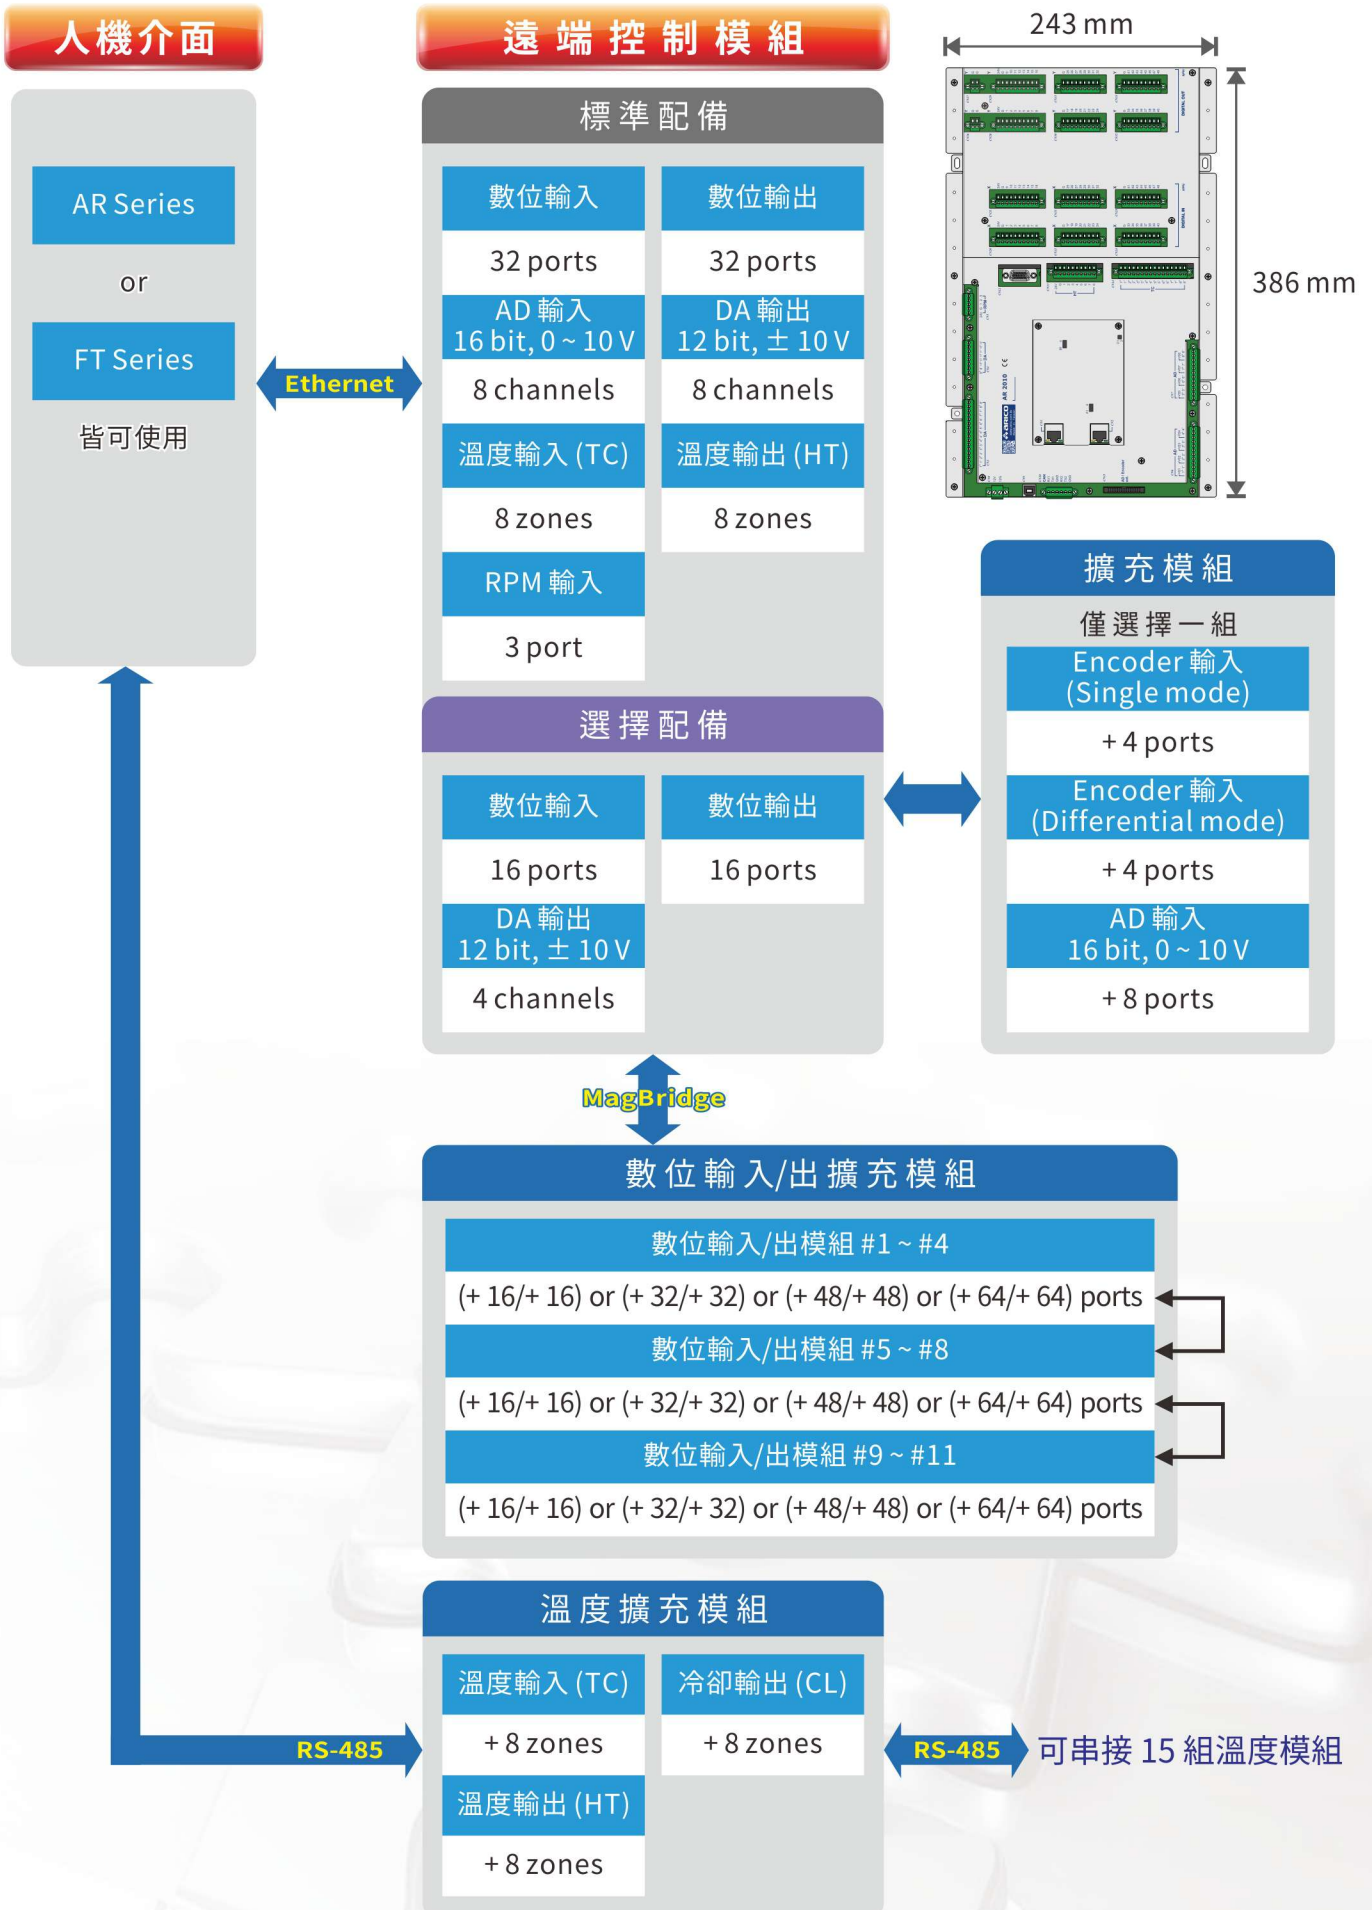 人機介面
AR Series
or
FT Series
皆可使用
Ethernet
遠端控制模組
標準配備
數位輸入
數位輸出
32 ports
32 ports
AD 輸入
16 bit, 0 ~ 10 V
DA 輸出
12 bit, ± 10 V
8 channels
8 channels
溫度輸入 (TC)
溫度輸出 (HT)
8 zones
8 zones
RPM 輸入
3 port
選擇配備
數位輸入
數位輸出
16 ports
16 ports
DA 輸出
12 bit, ± 10 V
4 channels
243 mm
386 mm
DIGITAL OUT
DIGITAL IN
AR 2010
擴充模組
僅選擇一組
Encoder 輸入
(Single mode)
+ 4 ports
Encoder 輸入
(Differential mode)
+ 4 ports
AD 輸入
16 bit, 0 ~ 10 V
+ 8 ports
MagBridge
數位輸入/出擴充模組
數位輸入/出模組 #1 ~ #4
(+ 16/+ 16) or (+ 32/+ 32) or (+ 48/+ 48) or (+ 64/+ 64) ports
數位輸入/出模組 #5 ~ #8
(+ 16/+ 16) or (+ 32/+ 32) or (+ 48/+ 48) or (+ 64/+ 64) ports
數位輸入/出模組 #9 ~ #11
(+ 16/+ 16) or (+ 32/+ 32) or (+ 48/+ 48) or (+ 64/+ 64) ports
溫度擴充模組
溫度輸入 (TC)
冷卻輸出 (CL)
+ 8 zones
+ 8 zones
溫度輸出 (HT)
+ 8 zones
RS-485
RS-485
可串接 15 組溫度模組